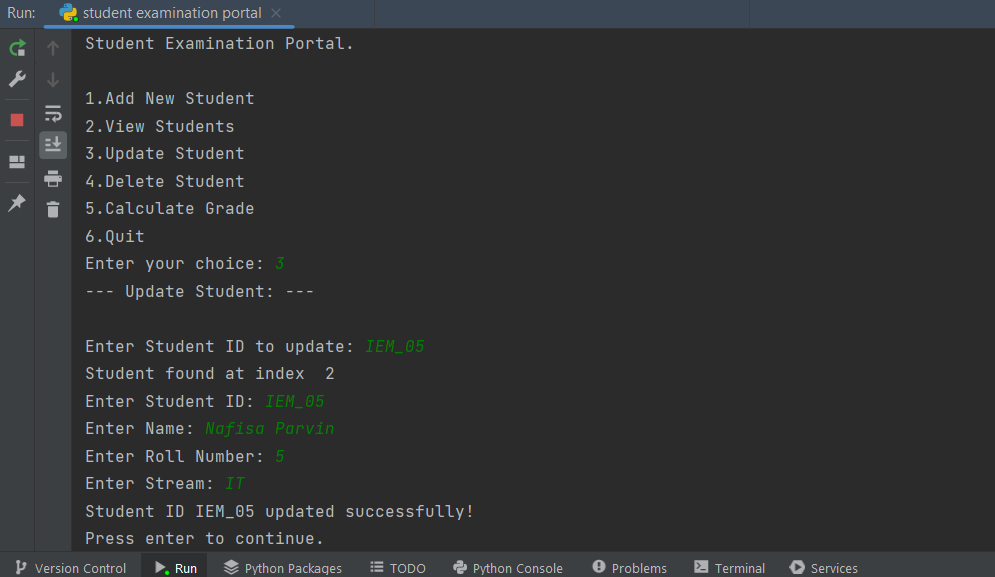 Run: student examination portal
Student Examination Portal.
1.Add New Student
2.View Students
3.Update Student
4.Delete Student
5.Calculate Grade
6.Quit
Enter your choice: 3
--- Update Student: ---
Enter Student ID to update: IEM_05
Student found at index  2
Enter Student ID: IEM_05
Enter Name: Nafisa Parvin
Enter Roll Number: 5
Enter Stream: IT
Student ID IEM_05 updated successfully!
Press enter to continue.
Version Control Run Python Packages TODO Python Console Problems Terminal Services